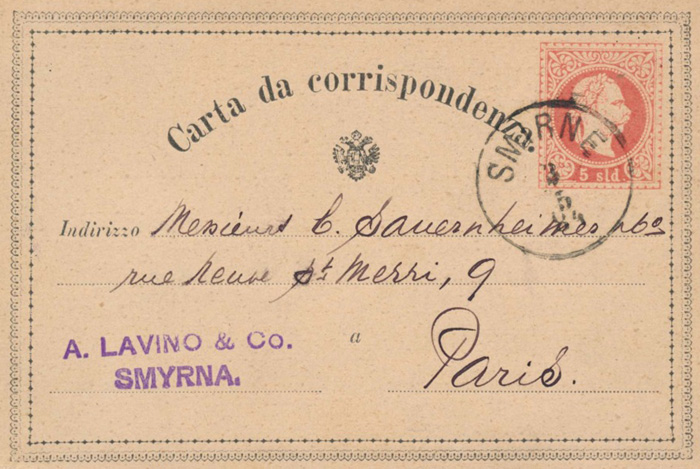 Carta da corrispondenza.
SMYRNE
5 sld.
Indirizzo Messieurs C. Sauernheimer & Co
rue Neuve St Merri, 9
A. LAVINO & Co. a
SMYRNA. Paris.